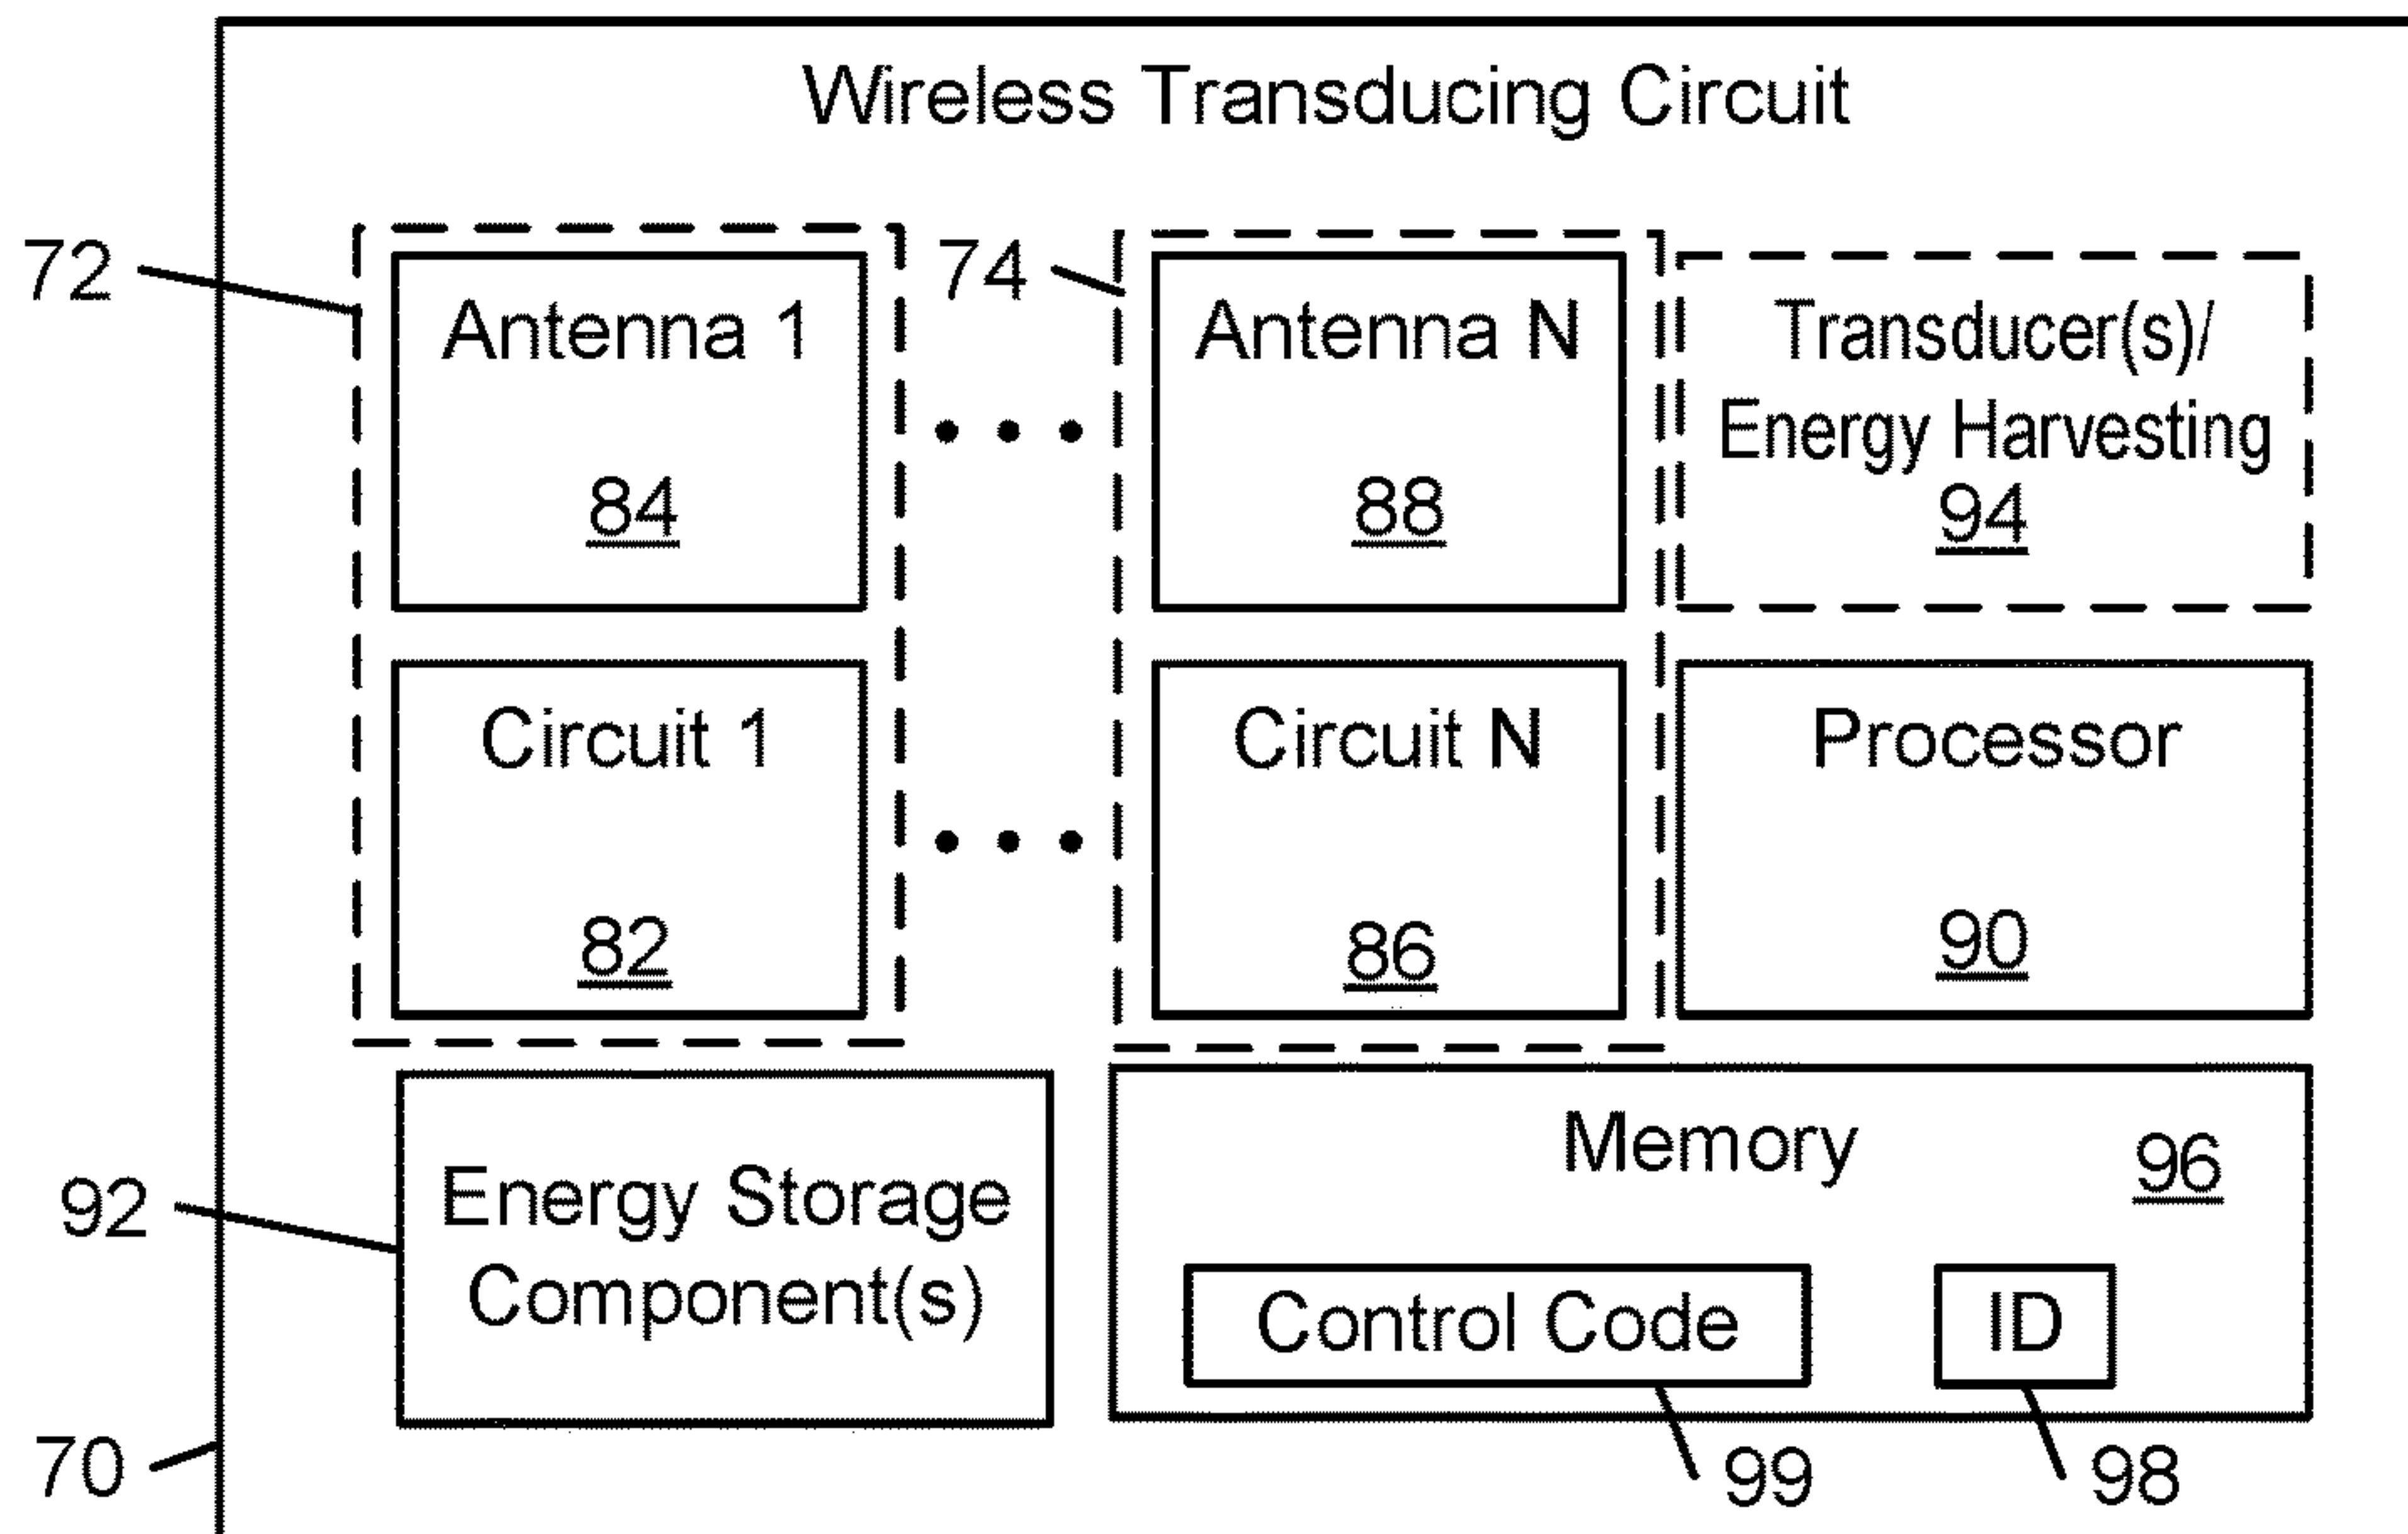 Wireless Transducing Circuit
72
Antenna 1
84
74
Antenna N
88
Transducer(s)/
Energy Harvesting
94
Circuit 1
82
Circuit N
86
Processor
90
92
Energy Storage
Component(s)
Memory
96
Control Code
ID
70
99
98